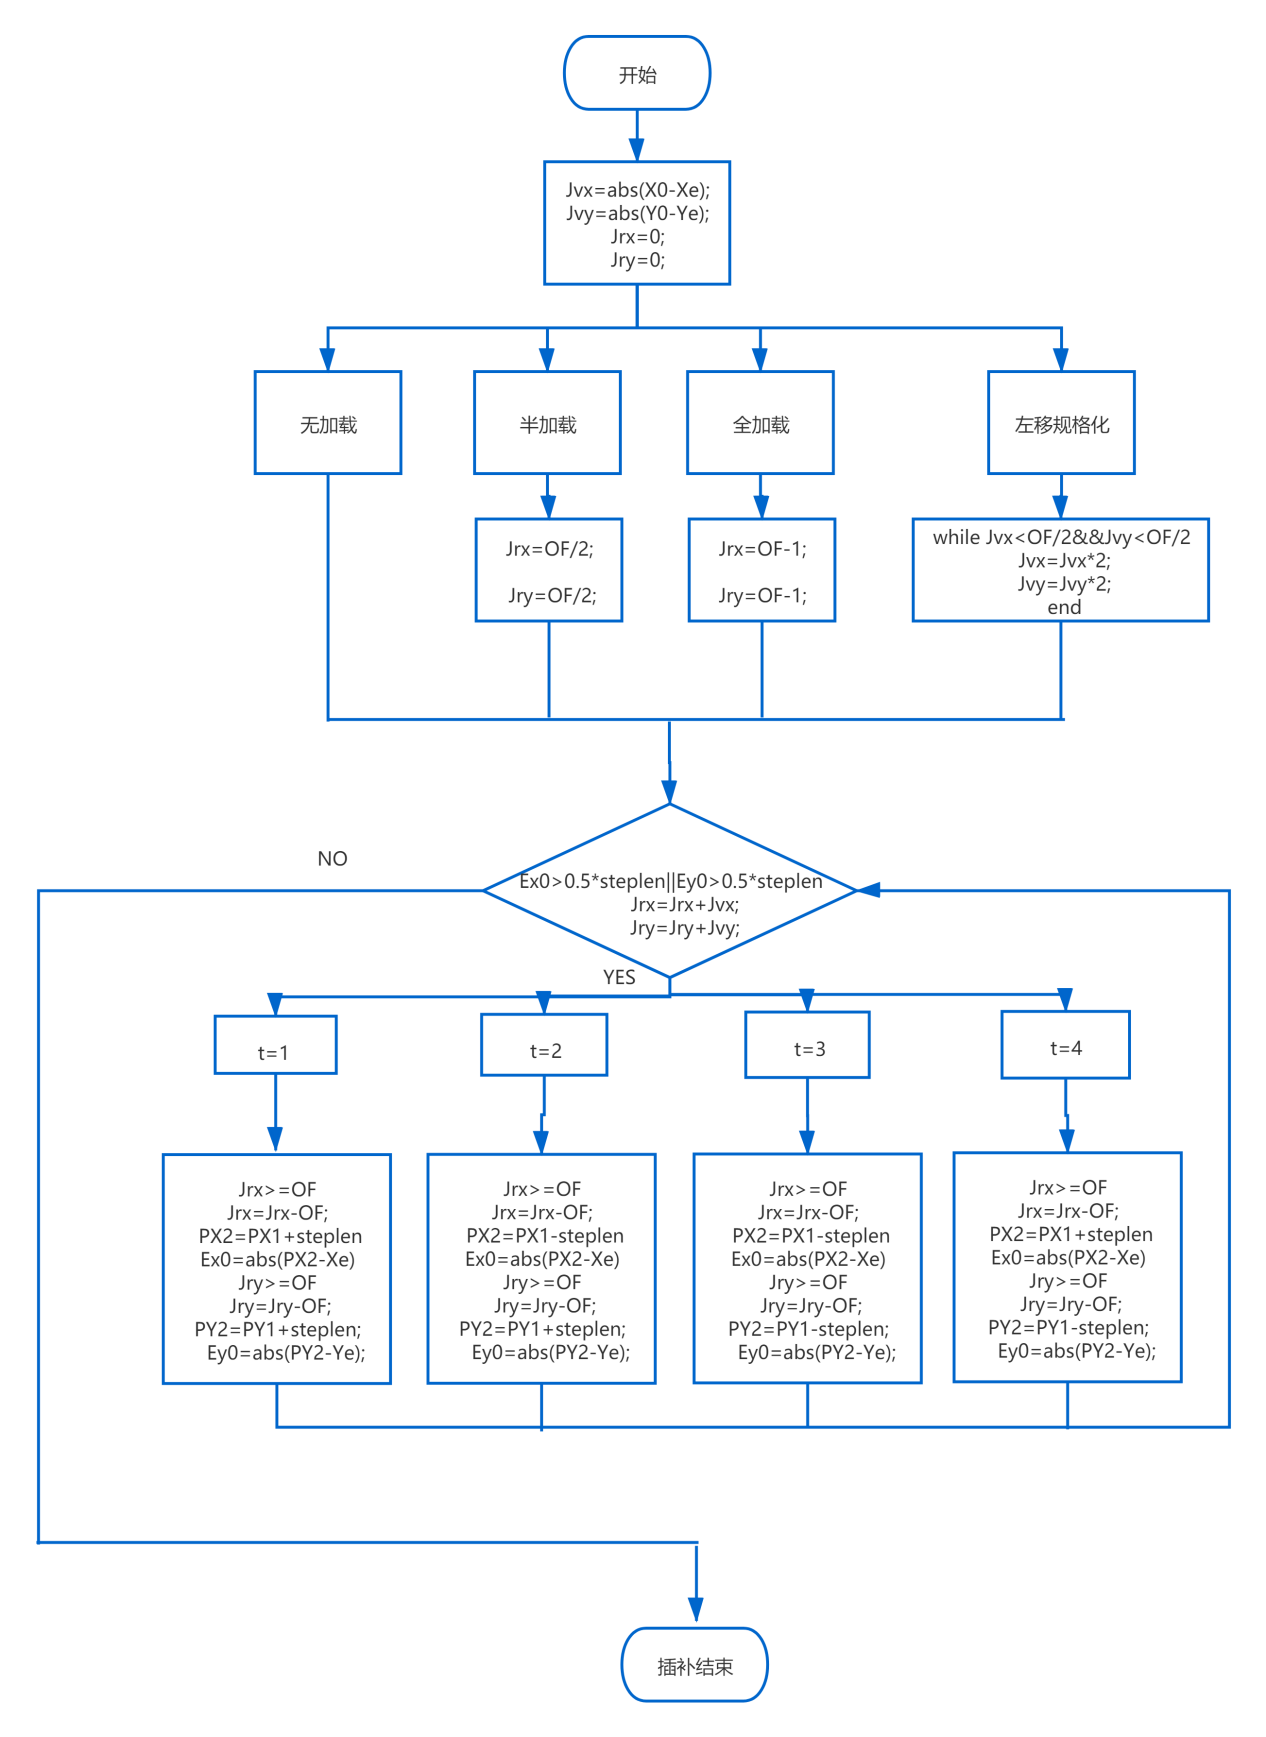 开始
Jvx=abs(X0-Xe);
Jvy=abs(Y0-Ye);
Jrx=0;
Jry=0;
无加载
半加载
全加载
左移规格化
Jrx=OF/2;
Jry=OF/2;
Jrx=OF-1;
Jry=OF-1;
while Jvx<OF/2&&Jvy<OF/2
Jvx=Jvx*2;
Jvy=Jvy*2;
end
NO
Ex0>0.5*steplen||Ey0>0.5*steplen
Jrx=Jrx+Jvx;
Jry=Jry+Jvy;
YES
t=1
t=2
t=3
t=4
Jrx>=OF
Jrx=Jrx-OF;
PX2=PX1+steplen
Ex0=abs(PX2-Xe)
Jry>=OF
Jry=Jry-OF;
PY2=PY1+steplen;
Ey0=abs(PY2-Ye);
Jrx>=OF
Jrx=Jrx-OF;
PX2=PX1-steplen
Ex0=abs(PX2-Xe)
Jry>=OF
Jry=Jry-OF;
PY2=PY1+steplen;
Ey0=abs(PY2-Ye);
Jrx>=OF
Jrx=Jrx-OF;
PX2=PX1-steplen
Ex0=abs(PX2-Xe)
Jry>=OF
Jry=Jry-OF;
PY2=PY1-steplen;
Ey0=abs(PY2-Ye);
Jrx>=OF
Jrx=Jrx-OF;
PX2=PX1+steplen
Ex0=abs(PX2-Xe)
Jry>=OF
Jry=Jry-OF;
PY2=PY1-steplen;
Ey0=abs(PY2-Ye);
插补结束